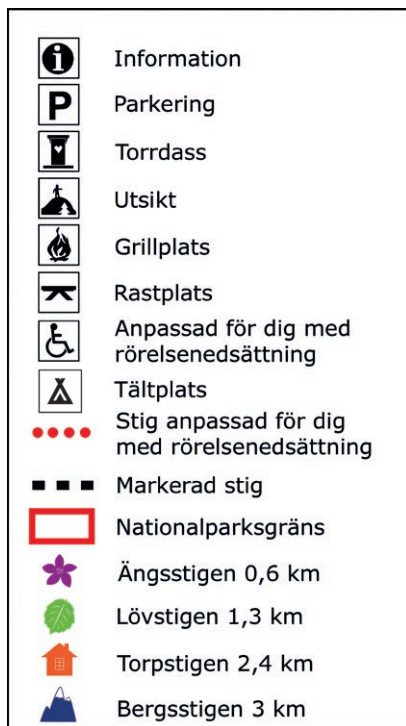 Information
P
Parkering
Torrdass
Utsikt
Grillplats
Rastplats
Anpassad för dig med
rörelsenedsättning
Tältplats
Stig anpassad för dig
med rörelsenedsättning
Markerad stig
Nationalparksgräns
Ängsstigen 0,6 km
Lövstigen 1,3 km
Torpstigen 2,4 km
Bergsstigen 3 km